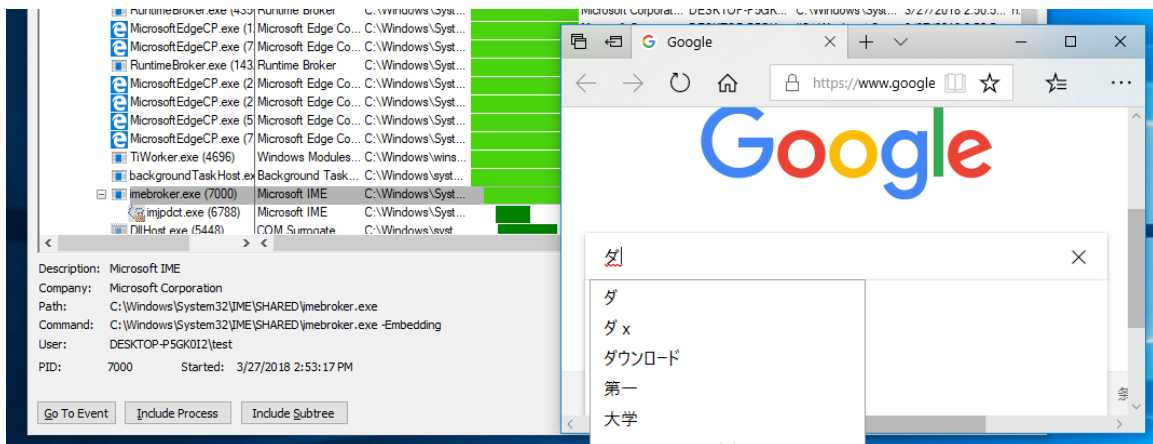 RuntimeBroker.exe (435 Runtime Broker C:\Windows\Syst... Microsoft Corporat... DESKTOP-P5GK...
MicrosoftEdgeCP.exe (1. Microsoft Edge Co... C:\Windows\Syst...
MicrosoftEdgeCP.exe (7. Microsoft Edge Co... C:\Windows\Syst...
RuntimeBroker.exe (143. Runtime Broker C:\Windows\Syst...
MicrosoftEdgeCP.exe (2 Microsoft Edge Co... C:\Windows\Syst...
MicrosoftEdgeCP.exe (2 Microsoft Edge Co... C:\Windows\Syst...
MicrosoftEdgeCP.exe (5 Microsoft Edge Co... C:\Windows\Syst...
MicrosoftEdgeCP.exe (7 Microsoft Edge Co... C:\Windows\Syst...
TiWorker.exe (4696) Windows Modules... C:\Windows\wins...
backgroundTaskHost.ex Background Task... C:\Windows\syst...
imebroker.exe (7000) Microsoft IME C:\Windows\Syst...
imjpdct.exe (6788) Microsoft IME C:\Windows\Syst...
DllHost.exe (5448) COM Surrogate C:\Windows\syst...
Description: Microsoft IME
Company: Microsoft Corporation
Path: C:\Windows\System32\IME\SHARED\imebroker.exe
Command: C:\Windows\System32\IME\SHARED\imebroker.exe -Embedding
User: DESKTOP-P5GK0I2\test
PID: 7000 Started: 3/27/2018 2:53:17 PM
Go To Event Include Process Include Subtree
G Google
https://www.google
Google
ダ
ダ
ダ x
ダウンロード
第一
大学